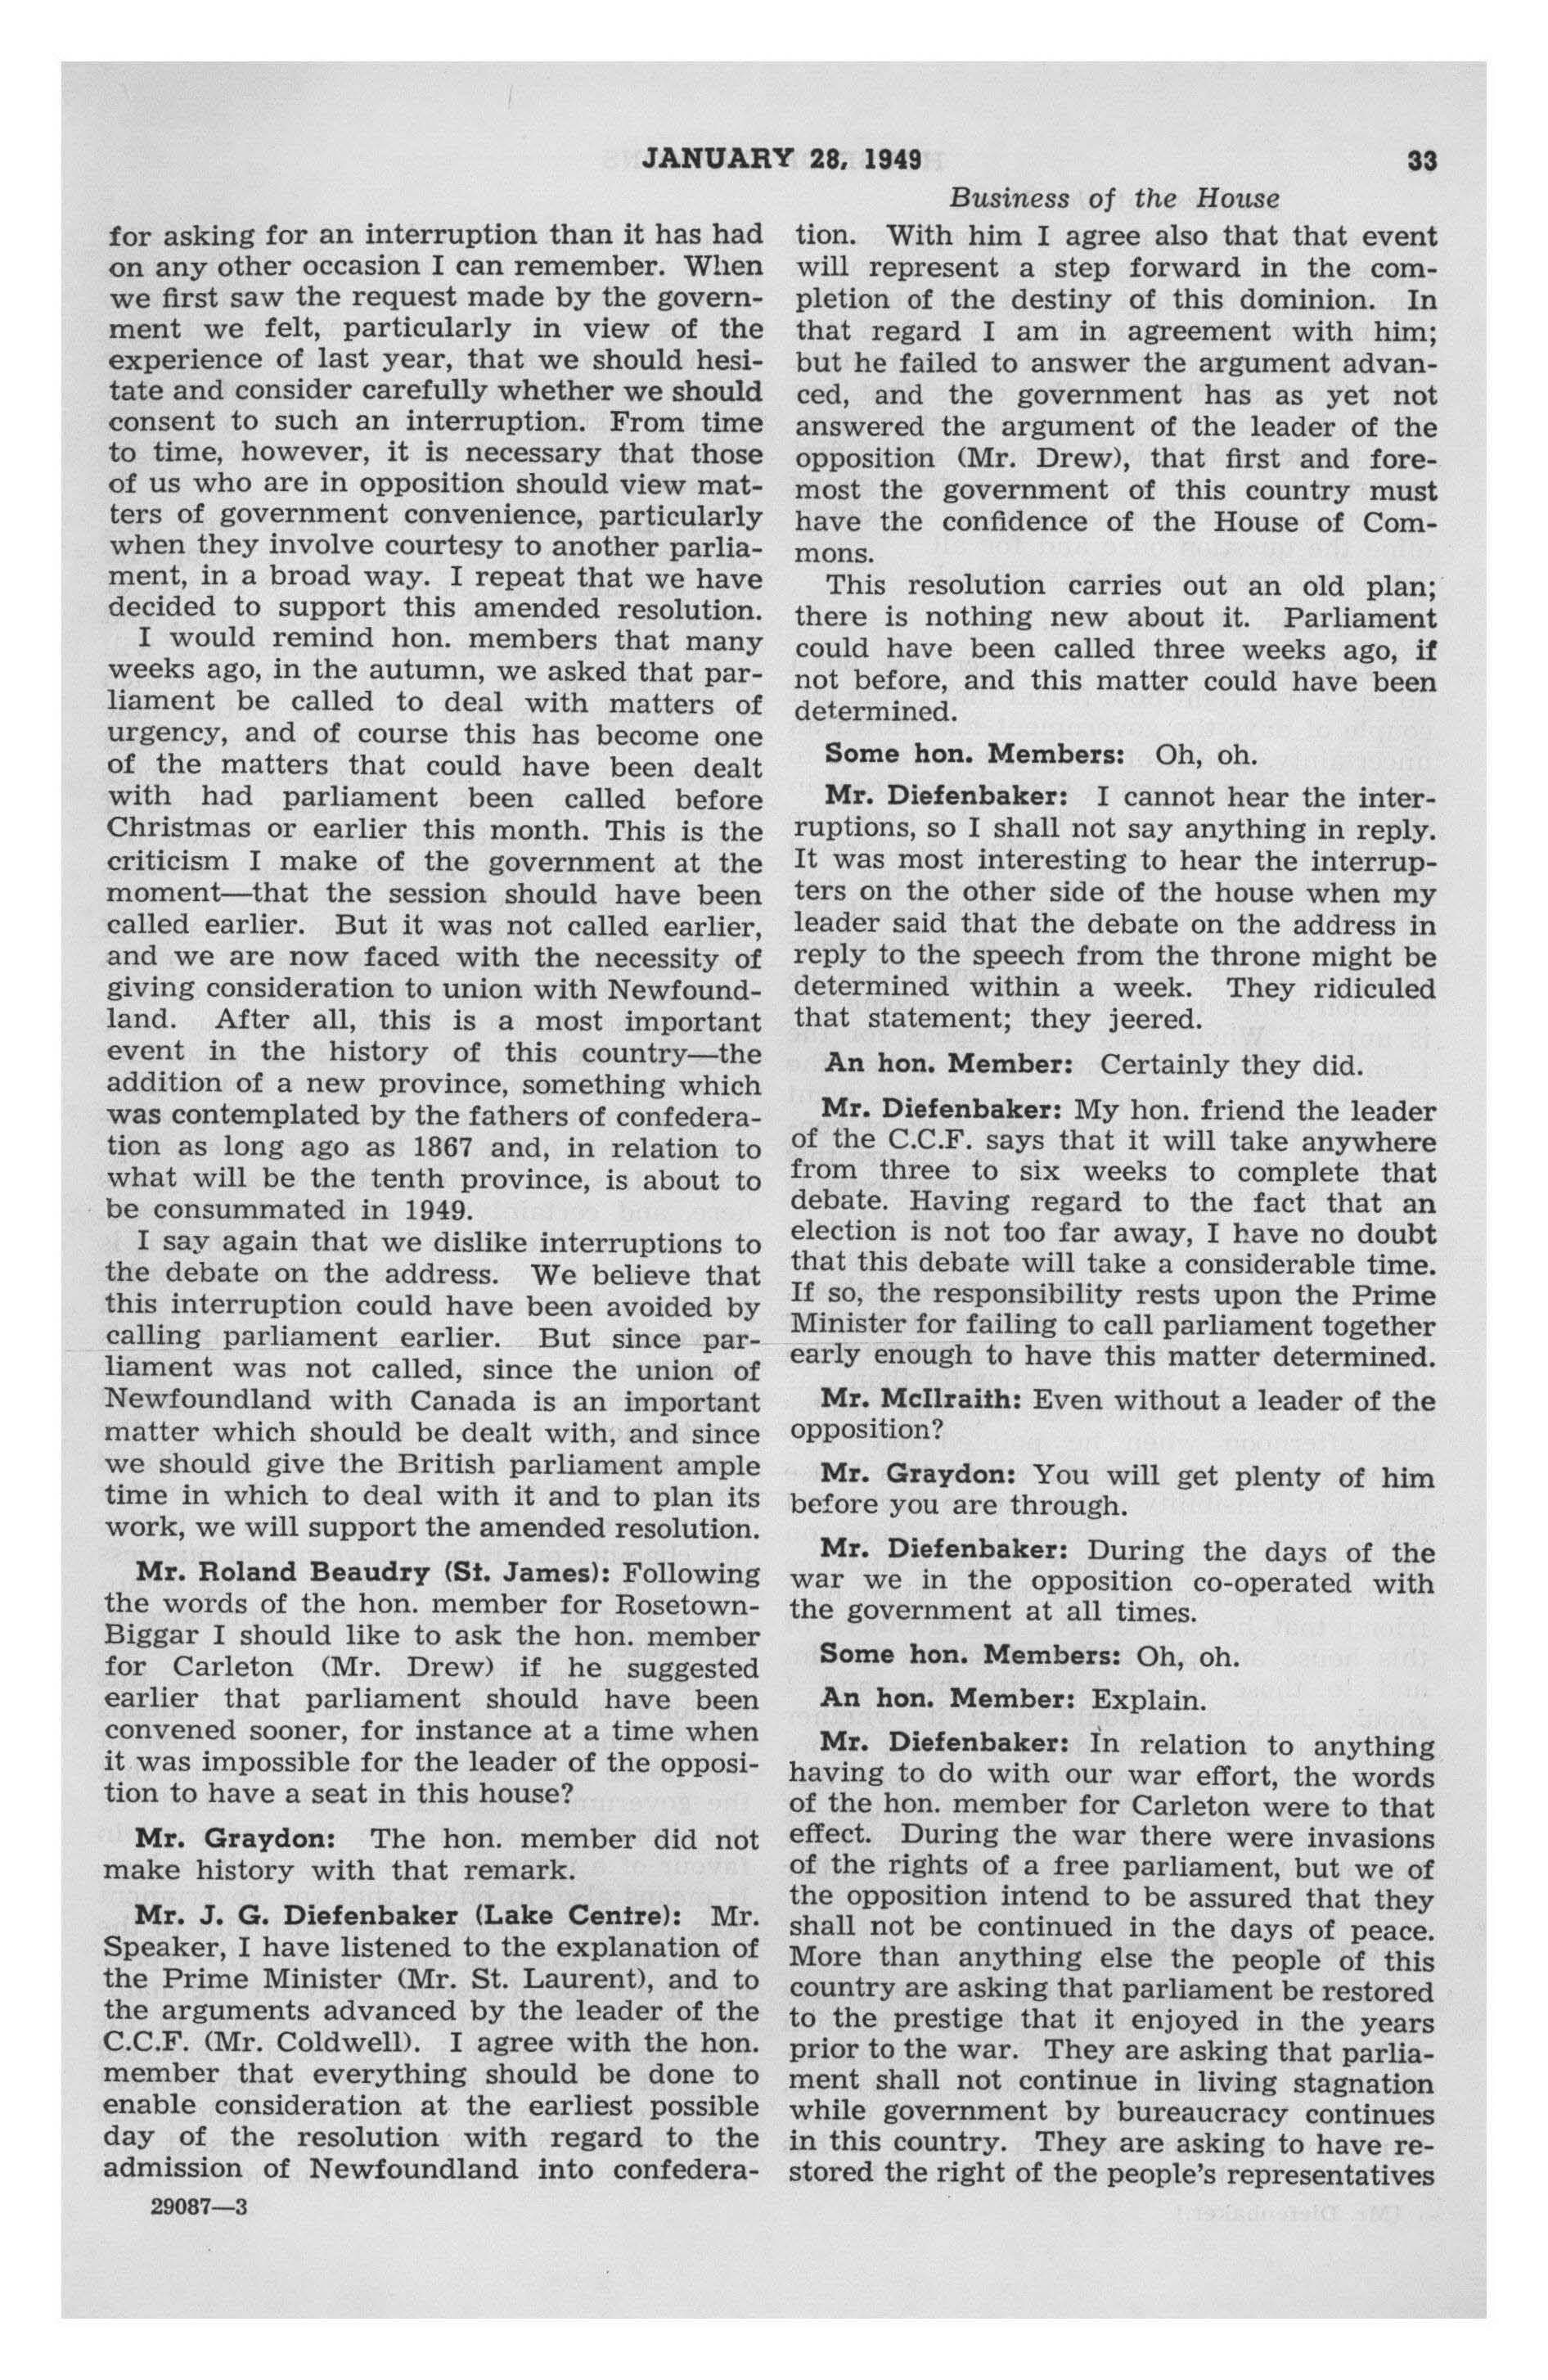 JANUARY 28, 1949
33
Business of the House
for asking for an interruption than it has had
on any other occasion I can remember. When
we first saw the request made by the govern-
ment we felt, particularly in view of the
experience of last year, that we should hesi-
tate and consider carefully whether we should
consent to such an interruption. From time
to time, however, it is necessary that those
of us who are in opposition should view mat-
ters of government convenience, particularly
when they involve courtesy to another parlia-
ment, in a broad way. I repeat that we have
decided to support this amended resolution.
I would remind hon. members that many
weeks ago, in the autumn, we asked that par-
liament be called to deal with matters of
urgency, and of course this has become one
of the matters that could have been dealt
with had parliament been called before
Christmas or earlier this month. This is the
criticism I make of the government at the
moment—that the session should have been
called earlier. But it was not called earlier,
and we are now faced with the necessity of
giving consideration to union with Newfound-
land. After all, this is a most important
event in the history of this country—the
addition of a new province, something which
was contemplated by the fathers of confedera-
tion as long ago as 1867 and, in relation to
what will be the tenth province, is about to
be consummated in 1949.
I say again that we dislike interruptions to
the debate on the address. We believe that
this interruption could have been avoided by
calling parliament earlier. But since par-
liament was not called, since the union of
Newfoundland with Canada is an important
matter which should be dealt with, and since
we should give the British parliament ample
time in which to deal with it and to plan its
work, we will support the amended resolution.
Mr. Roland Beaudry (St. James): Following
the words of the hon. member for Rosetown-
Biggar I should like to ask the hon. member
for Carleton (Mr. Drew) if he suggested
earlier that parliament should have been
convened sooner, for instance at a time when
it was impossible for the leader of the opposi-
tion to have a seat in this house?
Mr. Graydon: The hon. member did not
make history with that remark.
Mr. J. G. Diefenbaker (Lake Centre): Mr.
Speaker, I have listened to the explanation of
the Prime Minister (Mr. St. Laurent), and to
the arguments advanced by the leader of the
C.C.F. (Mr. Coldwell). I agree with the hon.
member that everything should be done to
enable consideration at the earliest possible
day of the resolution with regard to the
admission of Newfoundland into confedera-
29087—3
tion. With him I agree also that that event
will represent a step forward in the com-
pletion of the destiny of this dominion. In
that regard I am in agreement with him;
but he failed to answer the argument advan-
ced, and the government has as yet not
answered the argument of the leader of the
opposition (Mr. Drew), that first and fore-
most the government of this country must
have the confidence of the House of Com-
mons.
This resolution carries out an old plan;
there is nothing new about it. Parliament
could have been called three weeks ago, if
not before, and this matter could have been
determined.
Some hon. Members: Oh, oh.
Mr. Diefenbaker: I cannot hear the inter-
ruptions, so I shall not say anything in reply.
It was most interesting to hear the interrup-
ters on the other side of the house when my
leader said that the debate on the address in
reply to the speech from the throne might be
determined within a week. They ridiculed
that statement; they jeered.
An hon. Member: Certainly they did.
Mr. Diefenbaker: My hon. friend the leader
of the C.C.F. says that it will take anywhere
from three to six weeks to complete that
debate. Having regard to the fact that an
election is not too far away, I have no doubt
that this debate will take a considerable time.
If so, the responsibility rests upon the Prime
Minister for failing to call parliament together
early enough to have this matter determined.
Mr. McIlraith: Even without a leader of the
opposition?
Mr. Graydon: You will get plenty of him
before you are through.
Mr. Diefenbaker: During the days of the
war we in the opposition co-operated with
the government at all times.
Some hon. Members: Oh, oh.
An hon. Member: Explain.
Mr. Diefenbaker: In relation to anything
having to do with our war effort, the words
of the hon. member for Carleton were to that
effect. During the war there were invasions
of the rights of a free parliament, but we of
the opposition intend to be assured that they
shall not be continued in the days of peace.
More than anything else the people of this
country are asking that parliament be restored
to the prestige that it enjoyed in the years
prior to the war. They are asking that parlia-
ment shall not continue in living stagnation
while government by bureaucracy continues
in this country. They are asking to have re-
stored the right of the people's representatives